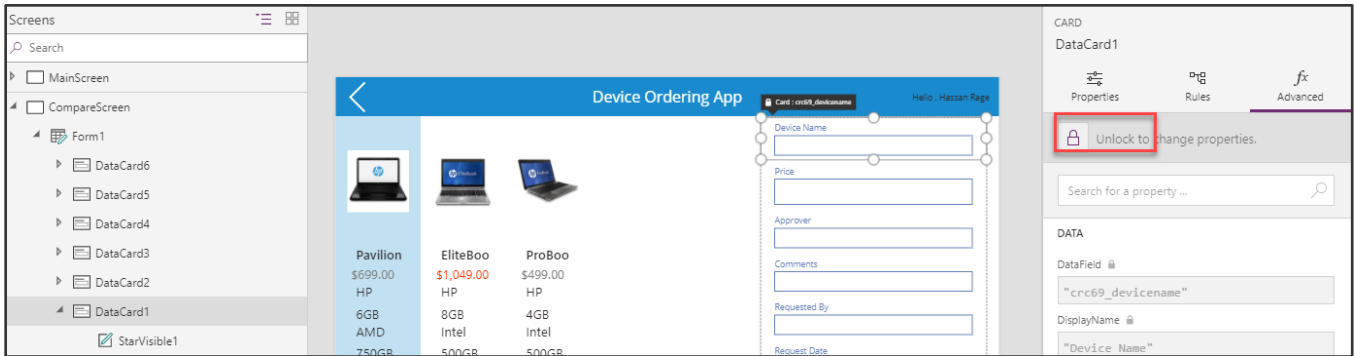 Screens
Search
MainScreen
CompareScreen
Form1
DataCard6
DataCard5
DataCard4
DataCard3
DataCard2
DataCard1
StarVisible1
Device Ordering App
Hello , Hassan Rage
Card : crc69_devicename
Pavilion EliteBoo ProBoo
$699.00 $1,049.00 $499.00
HP HP HP
6GB 8GB 4GB
AMD Intel Intel
750GB 500GB 500GB
Device Name
Price
Approver
Comments
Requested By
Request Date
CARD
DataCard1
Properties Rules Advanced
Unlock to change properties.
Search for a property ...
DATA
DataField
"crc69_devicename"
DisplayName
"Device Name"